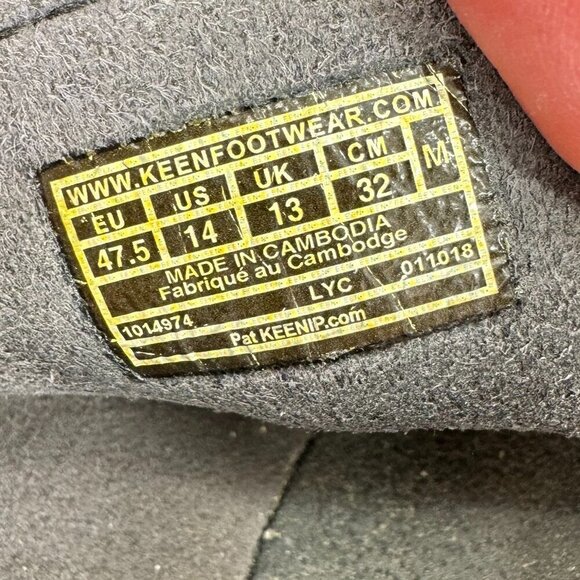 WWW.KEENFOOTWEAR.COM
EU US UK CM M
47.5 14 13 32
MADE IN CAMBODIA
Fabriqué au Cambodge
1014974 LYC 011018
Pat KEENIP.com